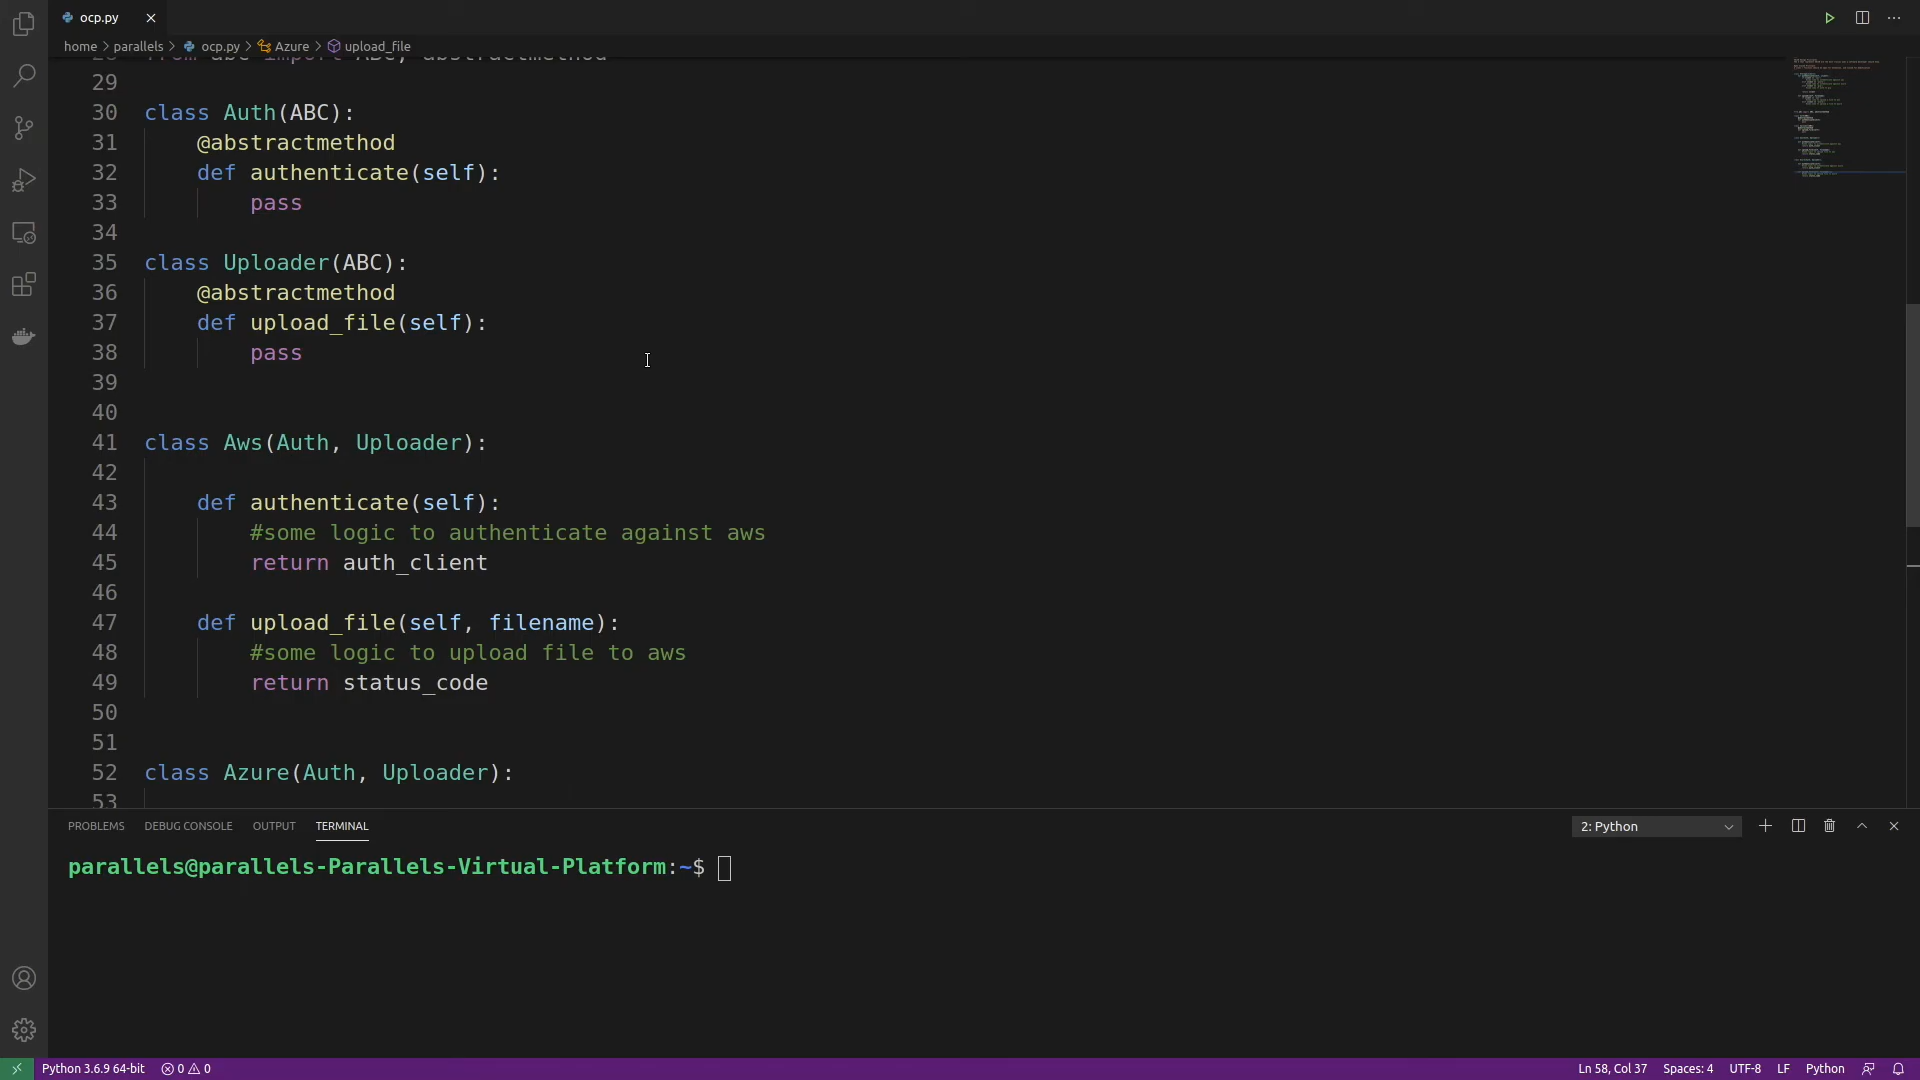 ocp.py
home > parallels > ocp.py > Azure > upload_file
from abc import ABC, abstractmethod
29
30 class Auth(ABC):
31 @abstractmethod
32 def authenticate(self):
33 pass
34
35 class Uploader(ABC):
36 @abstractmethod
37 def upload_file(self):
38 pass
39
40
41 class Aws(Auth, Uploader):
42
43 def authenticate(self):
44 #some logic to authenticate against aws
45 return auth_client
46
47 def upload_file(self, filename):
48 #some logic to upload file to aws
49 return status_code
50
51
52 class Azure(Auth, Uploader):
53
PROBLEMS DEBUG CONSOLE OUTPUT TERMINAL 2: Python
parallels@parallels-Parallels-Virtual-Platform:~$
Python 3.6.9 64-bit 0 0 Ln 58, Col 37 Spaces: 4 UTF-8 LF Python